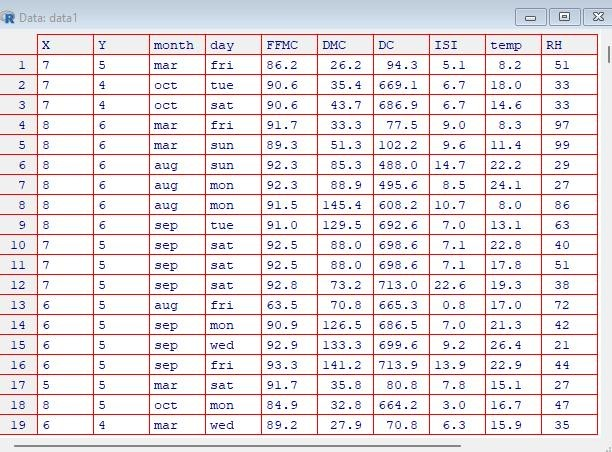 R Data: data1
X Y month day FFMC DMC DC ISI temp RH
1 7 5 mar fri 86.2 26.2 94.3 5.1 8.2 51
2 7 4 oct tue 90.6 35.4 669.1 6.7 18.0 33
3 7 4 oct sat 90.6 43.7 686.9 6.7 14.6 33
4 8 6 mar fri 91.7 33.3 77.5 9.0 8.3 97
5 8 6 mar sun 89.3 51.3 102.2 9.6 11.4 99
6 8 6 aug sun 92.3 85.3 488.0 14.7 22.2 29
7 8 6 aug mon 92.3 88.9 495.6 8.5 24.1 27
8 8 6 aug mon 91.5 145.4 608.2 10.7 8.0 86
9 8 6 sep tue 91.0 129.5 692.6 7.0 13.1 63
10 7 5 sep sat 92.5 88.0 698.6 7.1 22.8 40
11 7 5 sep sat 92.5 88.0 698.6 7.1 17.8 51
12 7 5 sep sat 92.8 73.2 713.0 22.6 19.3 38
13 6 5 aug fri 63.5 70.8 665.3 0.8 17.0 72
14 6 5 sep mon 90.9 126.5 686.5 7.0 21.3 42
15 6 5 sep wed 92.9 133.3 699.6 9.2 26.4 21
16 6 5 sep fri 93.3 141.2 713.9 13.9 22.9 44
17 5 5 mar sat 91.7 35.8 80.8 7.8 15.1 27
18 8 5 oct mon 84.9 32.8 664.2 3.0 16.7 47
19 6 4 mar wed 89.2 27.9 70.8 6.3 15.9 35